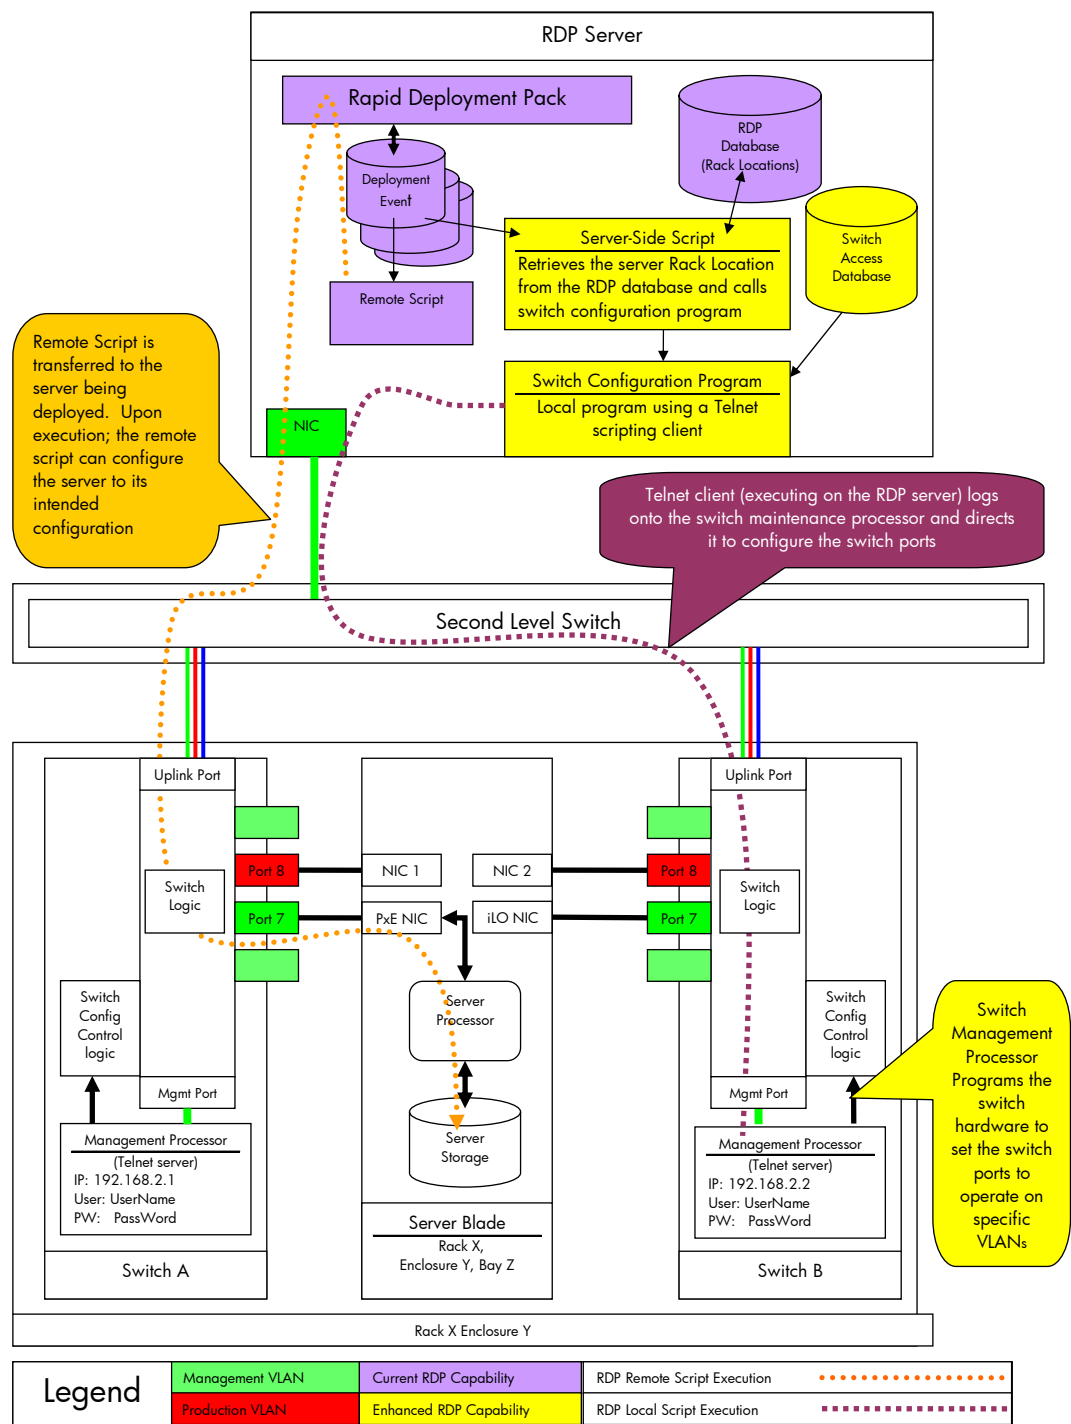 RDP Server
Rapid Deployment Pack
RDP
Database
(Rack Locations)
Deployment
Event
Switch
Access
Database
Server-Side Script
Retrieves the server Rack Location
from the RDP database and calls
switch configuration program
Remote Script
Remote Script is
transferred to the
server being
deployed. Upon
execution; the remote
script can configure
the server to its
intended
configuration
Switch Configuration Program
Local program using a Telnet
scripting client
NIC
Telnet client (executing on the RDP server) logs
onto the switch maintenance processor and directs
it to configure the switch ports
Second Level Switch
Uplink Port
Port 8
Port 7
Switch
Logic
Switch
Config
Control
logic
Mgmt Port
Management Processor
(Telnet server)
IP: 192.168.2.1
User: UserName
PW: PassWord
Switch A
NIC 1
NIC 2
PxE NIC
iLO NIC
Server
Processor
Server
Storage
Server Blade
Rack X,
Enclosure Y, Bay Z
Uplink Port
Port 8
Port 7
Switch
Logic
Switch
Config
Control
logic
Mgmt Port
Management Processor
(Telnet server)
IP: 192.168.2.2
User: UserName
PW: PassWord
Switch B
Switch
Management
Processor
Programs the
switch
hardware to
set the switch
ports to
operate on
specific
VLANs
Rack X Enclosure Y
Legend
Management VLAN
Current RDP Capability
RDP Remote Script Execution
Production VLAN
Enhanced RDP Capability
RDP Local Script Execution